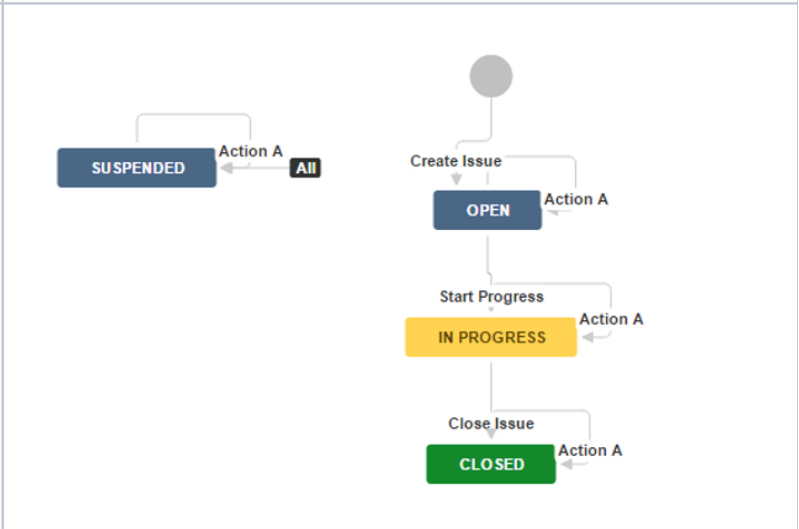 Action A
SUSPENDED
All
Create Issue
Action A
OPEN
Start Progress
Action A
IN PROGRESS
Close Issue
Action A
CLOSED